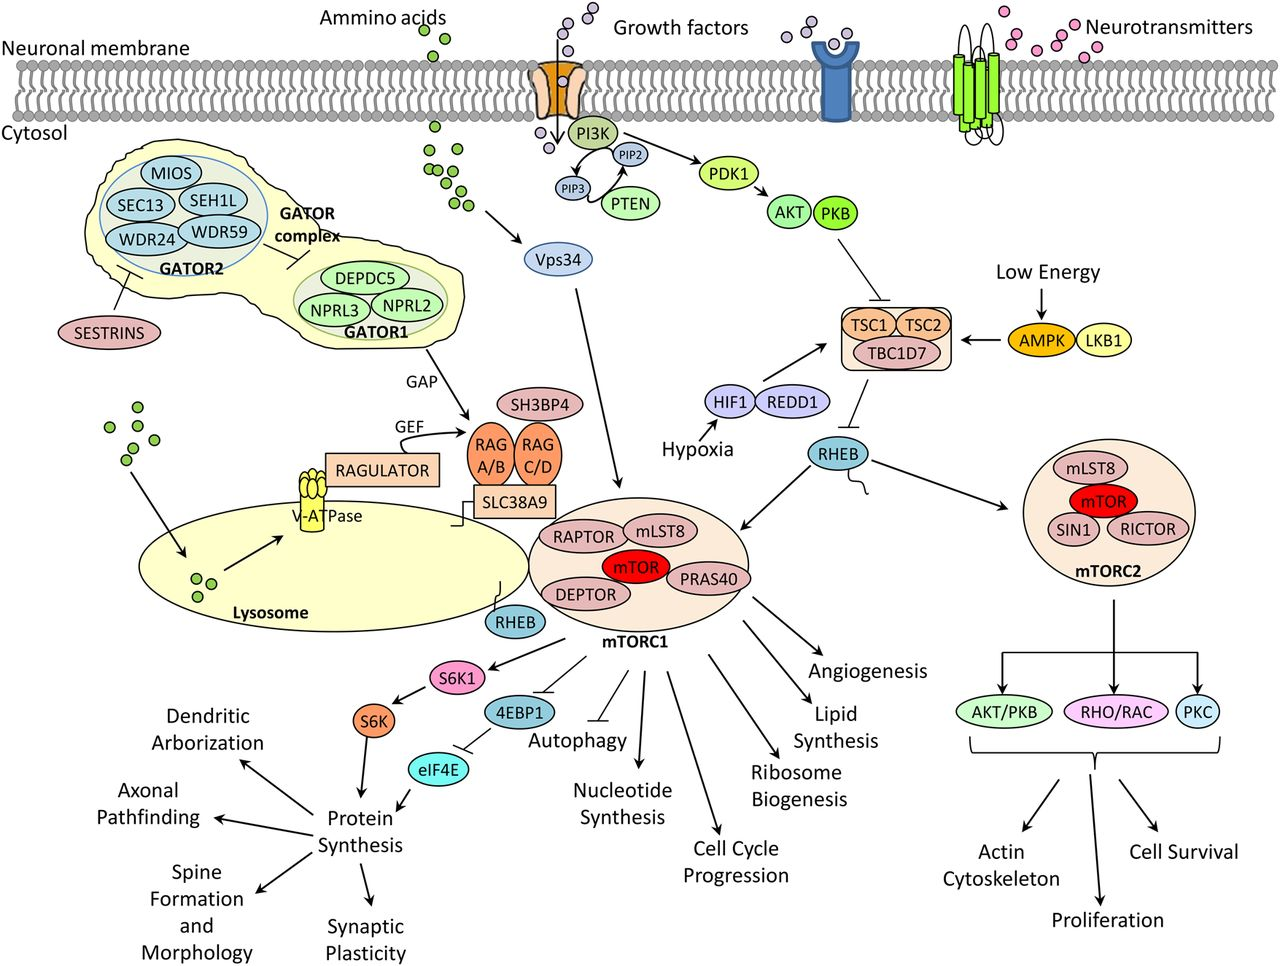 Ammino acids
Growth factors
Neurotransmitters
Neuronal membrane
Cytosol
PI3K
PIP2
PIP3
PTEN
PDK1
AKT
PKB
MIOS
SEC13
SEH1L
WDR24
WDR59
GATOR2
GATOR
complex
DEPDC5
NPRL3
NPRL2
GATOR1
SESTRINS
Vps34
Low Energy
TSC1
TSC2
TBC1D7
AMPK
LKB1
HIF1
REDD1
Hypoxia
RHEB
GAP
GEF
SH3BP4
RAG
A/B
RAG
C/D
RAGULATOR
SLC38A9
V-ATPase
Lysosome
RHEB
RAPTOR
mLST8
mTOR
PRAS40
DEPTOR
mTORC1
mLST8
mTOR
SIN1
RICTOR
mTORC2
S6K1
S6K
4EBP1
eIF4E
Autophagy
Angiogenesis
Lipid
Synthesis
Ribosome
Biogenesis
Nucleotide
Synthesis
Cell Cycle
Progression
Dendritic
Arborization
Axonal
Pathfinding
Protein
Synthesis
Spine
Formation
and
Morphology
Synaptic
Plasticity
AKT/PKB
RHO/RAC
PKC
Actin
Cytoskeleton
Cell Survival
Proliferation